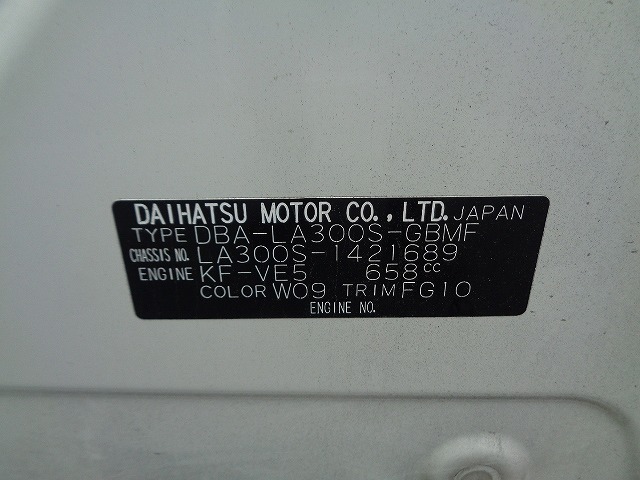 DAIHATSU MOTOR CO., LTD. JAPAN
TYPE DBA-LA300S-GBMF
CHASSIS NO. LA300S-1421689
ENGINE KF-VE5 658cc
COLOR W09 TRIM FG10
ENGINE NO.